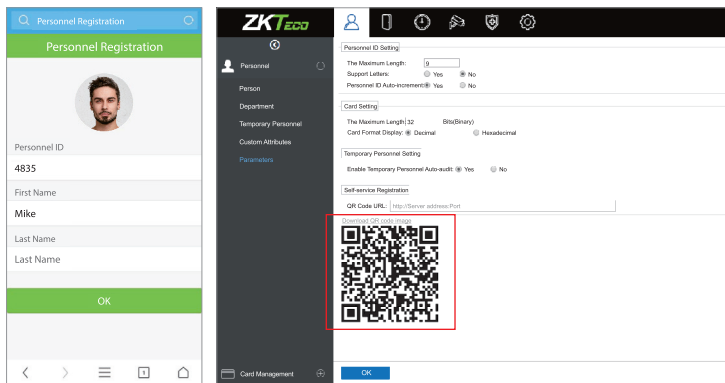 Personnel Registration
Personnel Registration
Personnel ID
4835
First Name
Mike
Last Name
Last Name
OK
1
ZKTECO
Personnel
Person
Department
Temporary Personnel
Custom Attributes
Parameters
Card Management
Personnel ID Setting
The Maximum Length: 9
Support Letters: Yes No
Personnel ID Auto-increment: Yes No
Card Setting
The Maximum Length: 32 Bits(Binary)
Card Format Display: Decimal Hexadecimal
Temporary Personnel Setting
Enable Temporary Personnel Auto-audit: Yes No
Self-service Registration
QR Code URL: http://Server address:Port
Download QR code image
OK